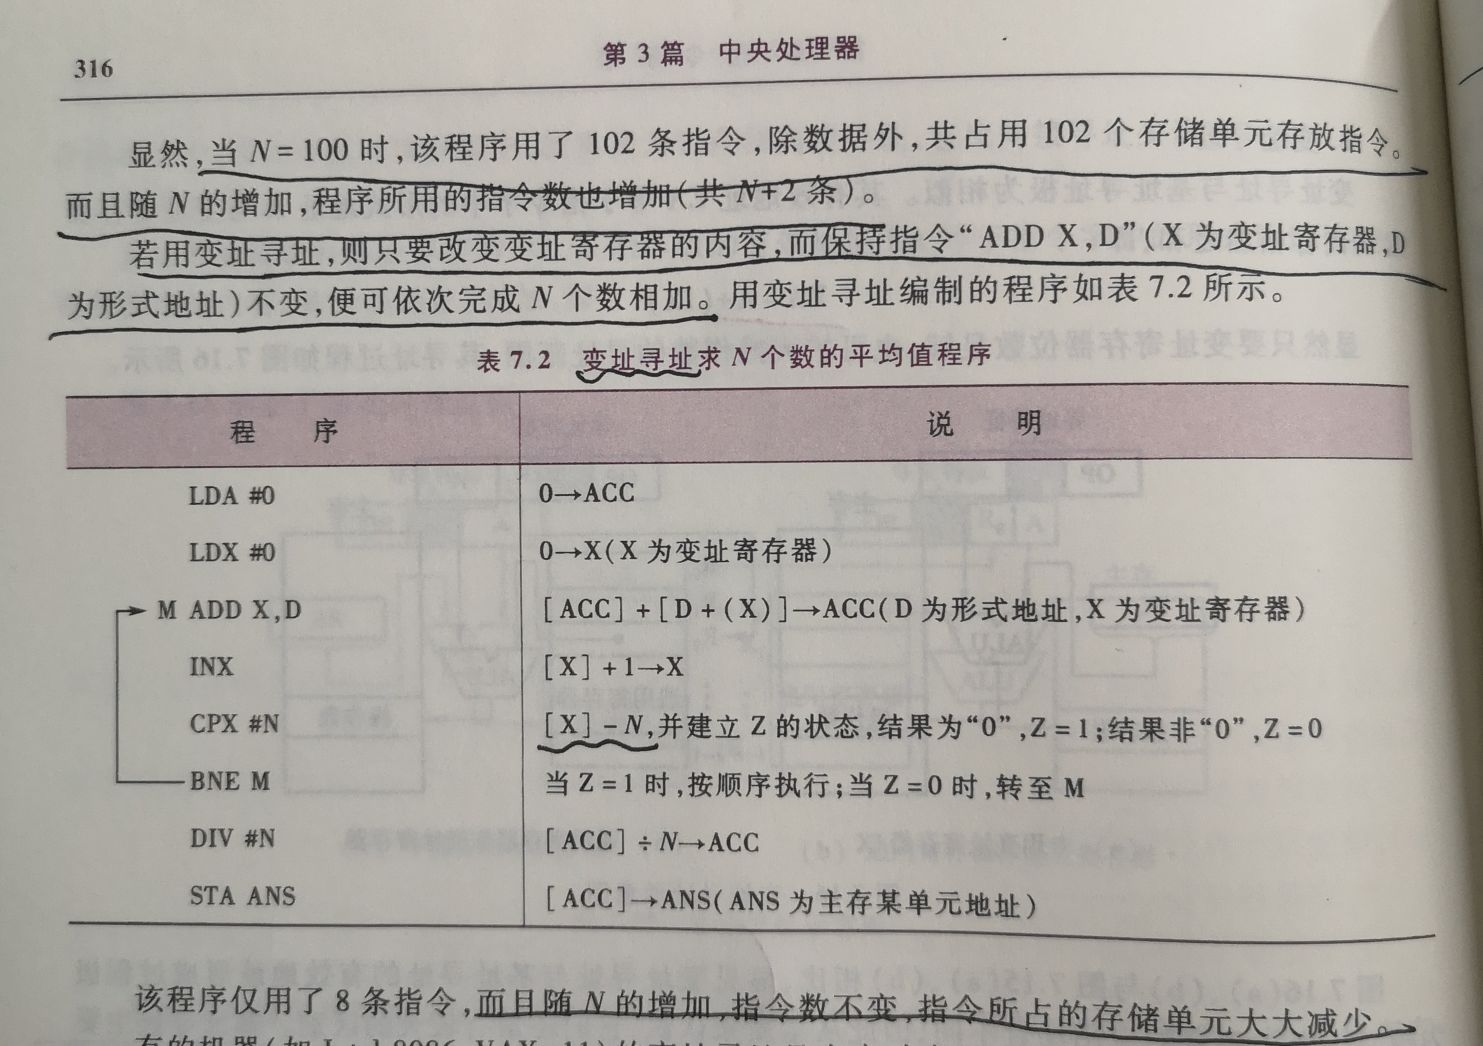 316
第 3 篇 中央处理器
显然,当 N=100 时,该程序用了 102 条指令,除数据外,共占用 102 个存储单元存放指令。
而且随 N 的增加,程序所用的指令数也增加(共 N+2 条)。
若用变址寻址,则只要改变变址寄存器的内容,而保持指令“ADD X,D”(X 为变址寄存器,D
为形式地址)不变,便可依次完成 N 个数相加。用变址寻址编制的程序如表 7.2 所示。
表 7.2 变址寻址求 N 个数的平均值程序
程 序 说 明
LDA #0 0→ACC
LDX #0 0→X(X 为变址寄存器)
M ADD X,D [ACC]+[D+(X)]→ACC(D 为形式地址,X 为变址寄存器)
INX [X]+1→X
CPX #N [X]-N,并建立 Z 的状态,结果为“0”,Z=1;结果非“0”,Z=0
BNE M 当 Z=1 时,按顺序执行;当 Z=0 时,转至 M
DIV #N [ACC]÷N→ACC
STA ANS [ACC]→ANS(ANS 为主存某单元地址)
该程序仅用了 8 条指令,而且随 N 的增加,指令数不变,指令所占的存储单元大大减少。